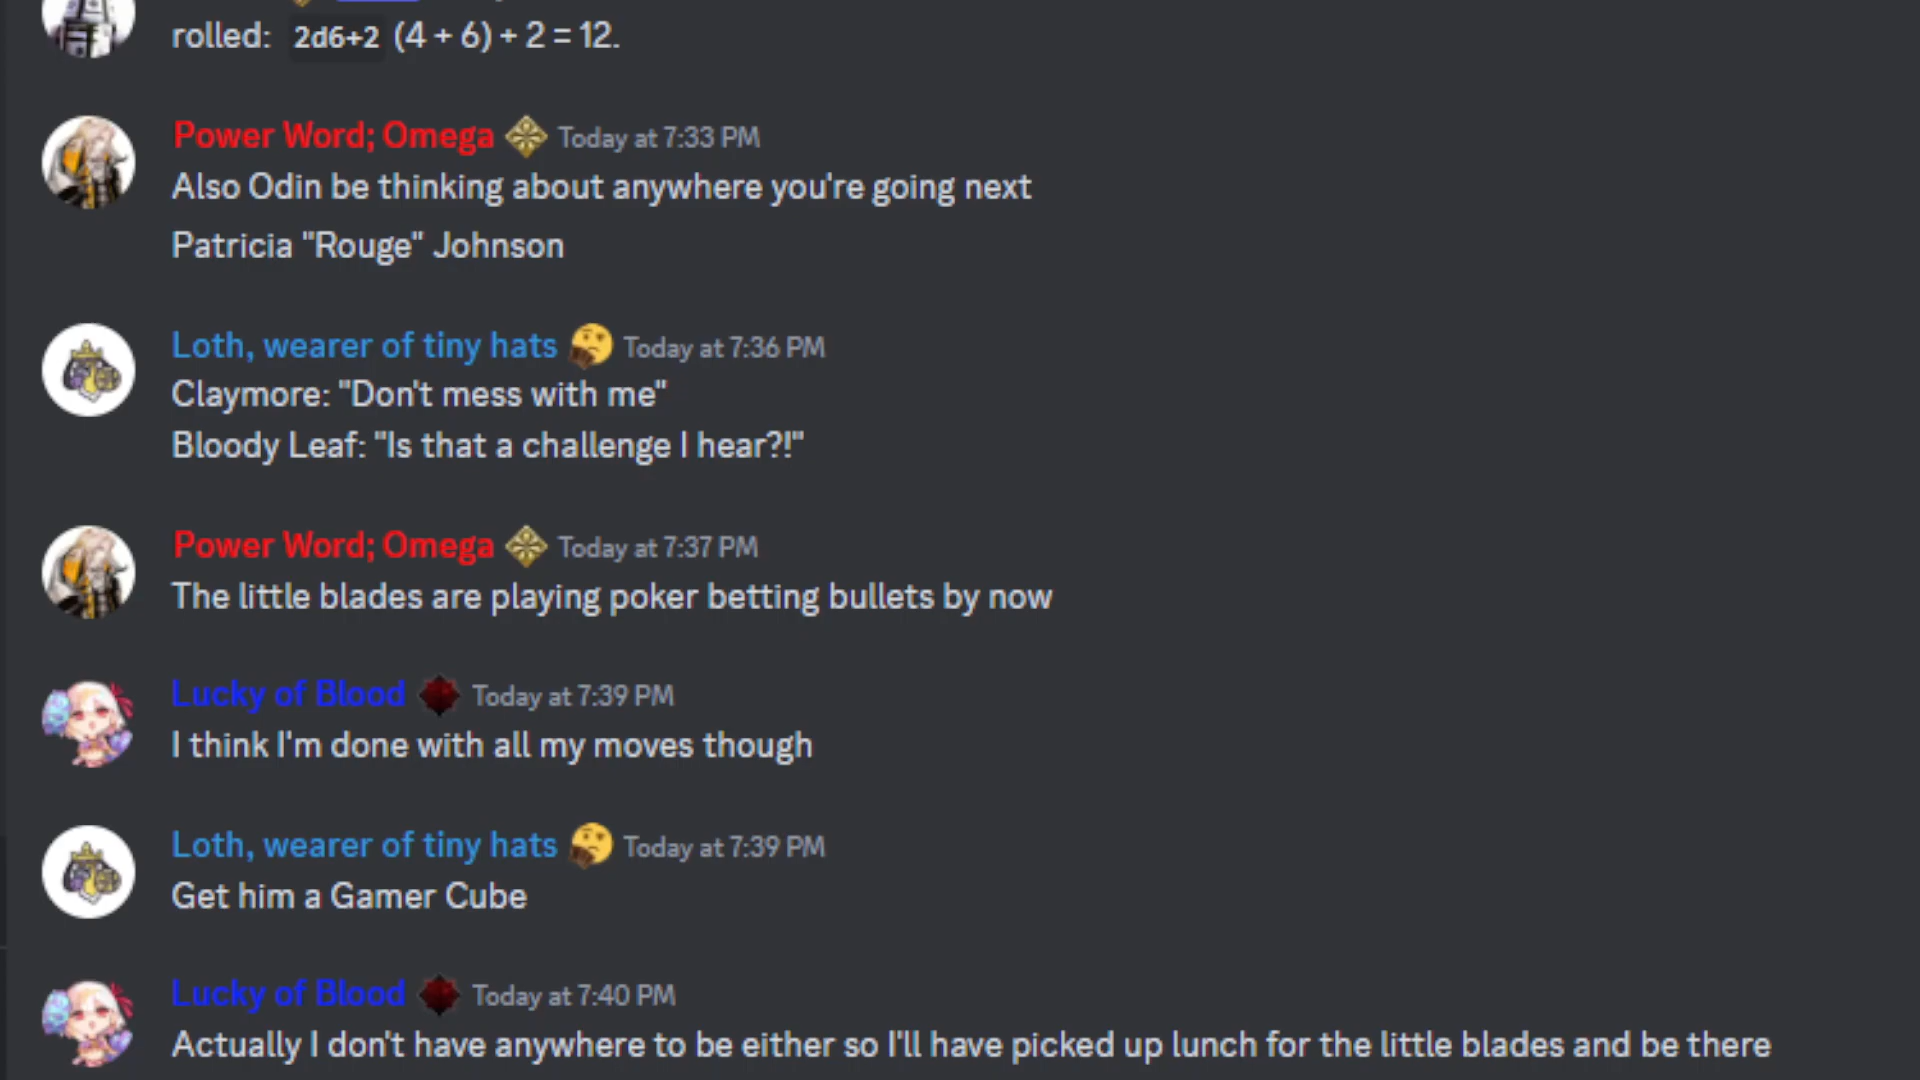 rolled: 2d6+2 (4 + 6) + 2 = 12.
Power Word; Omega Today at 7:33 PM
Also Odin be thinking about anywhere you're going next
Patricia "Rouge" Johnson
Loth, wearer of tiny hats Today at 7:36 PM
Claymore: "Don't mess with me"
Bloody Leaf: "Is that a challenge I hear?!"
Power Word; Omega Today at 7:37 PM
The little blades are playing poker betting bullets by now
Lucky of Blood Today at 7:39 PM
I think I'm done with all my moves though
Loth, wearer of tiny hats Today at 7:39 PM
Get him a Gamer Cube
Lucky of Blood Today at 7:40 PM
Actually I don't have anywhere to be either so I'll have picked up lunch for the little blades and be there